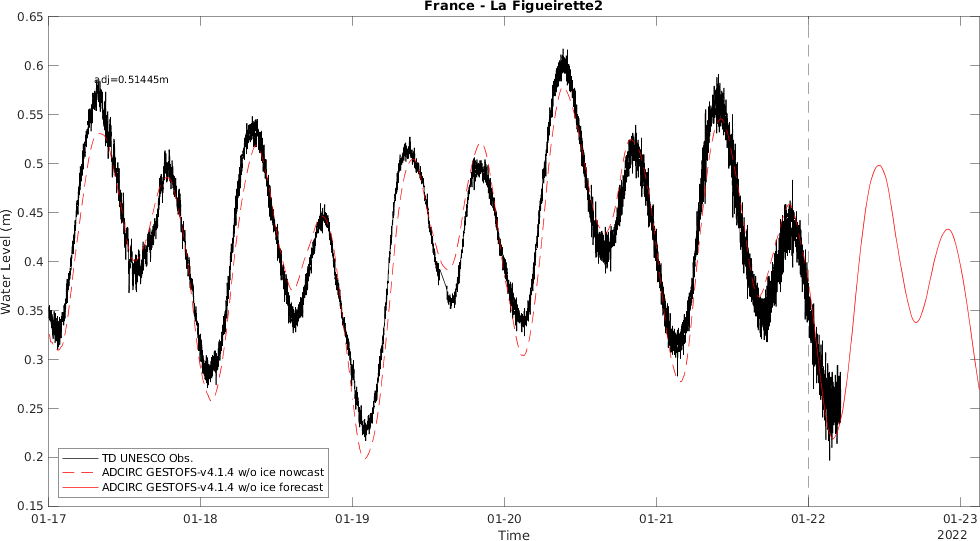 France - La Figueirette2
adj=0.51445m
Water Level (m)
0.65
0.6
0.55
0.5
0.45
0.4
0.35
0.3
0.25
0.2
0.15
TD UNESCO Obs.
ADCIRC GESTOFS-v4.1.4 w/o ice nowcast
ADCIRC GESTOFS-v4.1.4 w/o ice forecast
01-17 01-18 01-19 01-20 01-21 01-22 01-23
Time
2022